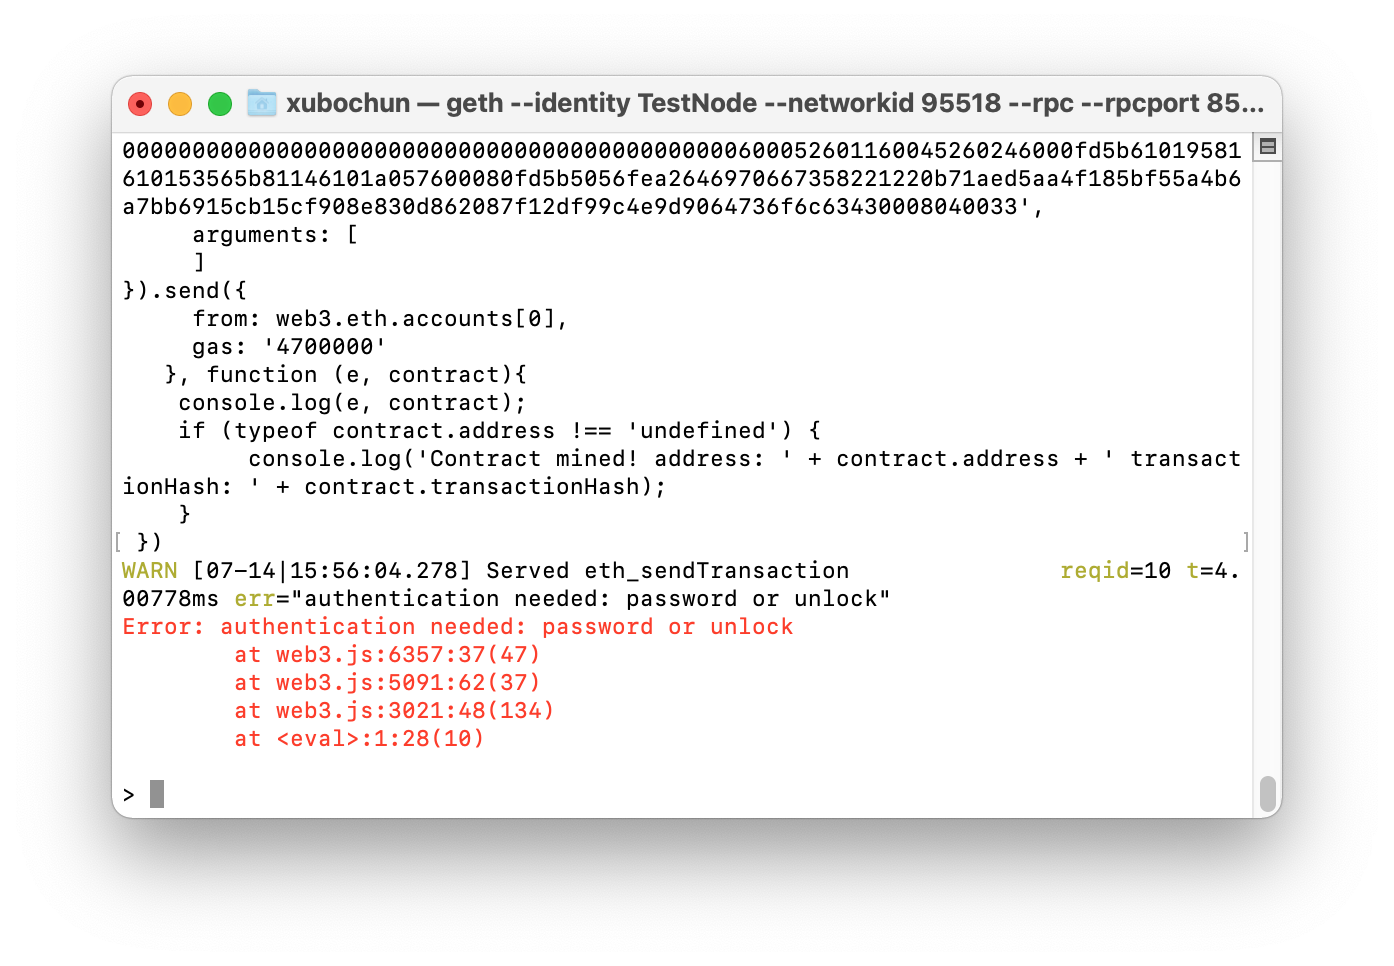 xubochun — geth --identity TestNode --networkid 95518 --rpc --rpcport 85...
000000000000000000000000000000000000000000006000526011600452602460 00fd5b61019581
610153565b81146101a057600080fd5b5056fea2646970667358221220b71aed5aa4f185bf55a4b6
a7bb6915cb15cf908e830d862087f12df99c4e9d9064736f6c63430008040033',
arguments: [
]
}).send({
from: web3.eth.accounts[0],
gas: '4700000'
}, function (e, contract){
console.log(e, contract);
if (typeof contract.address !== 'undefined') {
console.log('Contract mined! address: ' + contract.address + ' transact
ionHash: ' + contract.transactionHash);
}
[ }) ]
WARN [07-14|15:56:04.278] Served eth_sendTransaction reqid=10 t=4.
00778ms err="authentication needed: password or unlock"
Error: authentication needed: password or unlock
at web3.js:6357:37(47)
at web3.js:5091:62(37)
at web3.js:3021:48(134)
at <eval>:1:28(10)
>